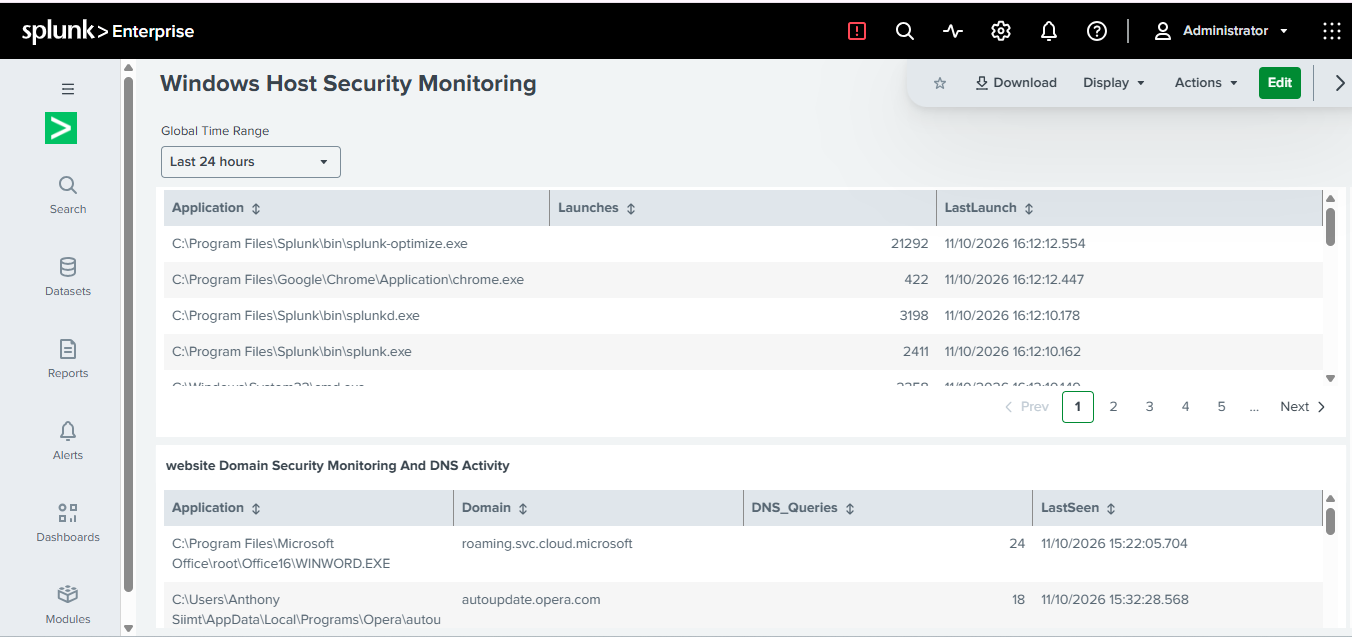 splunk> Enterprise
Administrator
Windows Host Security Monitoring
Download Display Actions Edit
Global Time Range
Last 24 hours
Search
Datasets
Reports
Alerts
Dashboards
Modules
Application Launches LastLaunch
C:\Program Files\Splunk\bin\splunk-optimize.exe 21292 11/10/2026 16:12:12.554
C:\Program Files\Google\Chrome\Application\chrome.exe 422 11/10/2026 16:12:12.447
C:\Program Files\Splunk\bin\splunkd.exe 3198 11/10/2026 16:12:10.178
C:\Program Files\Splunk\bin\splunk.exe 2411 11/10/2026 16:12:10.162
Prev 1 2 3 4 5 ... Next
website Domain Security Monitoring And DNS Activity
Application Domain DNS_Queries LastSeen
C:\Program Files\Microsoft roaming.svc.cloud.microsoft 24 11/10/2026 15:22:05.704
Office\root\Office16\WINWORD.EXE
C:\Users\Anthony autoupdate.opera.com 18 11/10/2026 15:32:28.568
Siimt\AppData\Local\Programs\Opera\autou